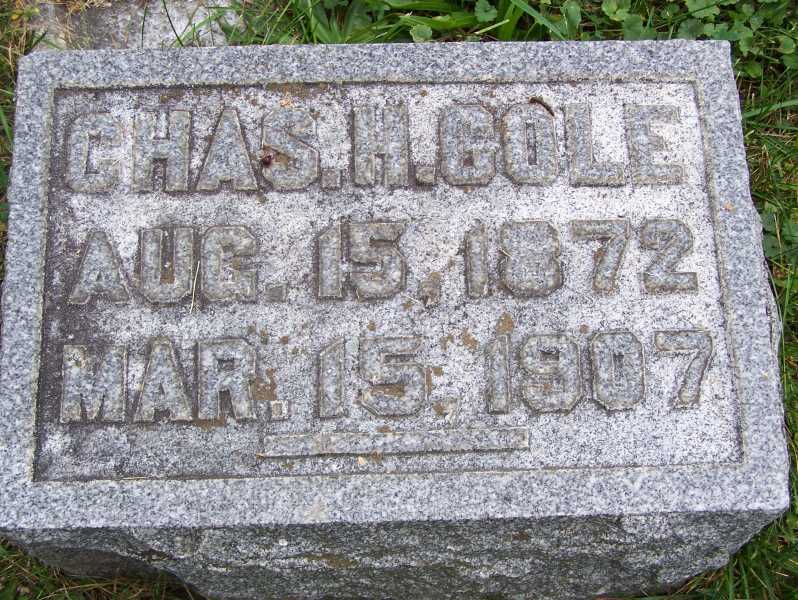 CHAS. H. COLE
AUG. 15, 1872
MAR. 15, 1907